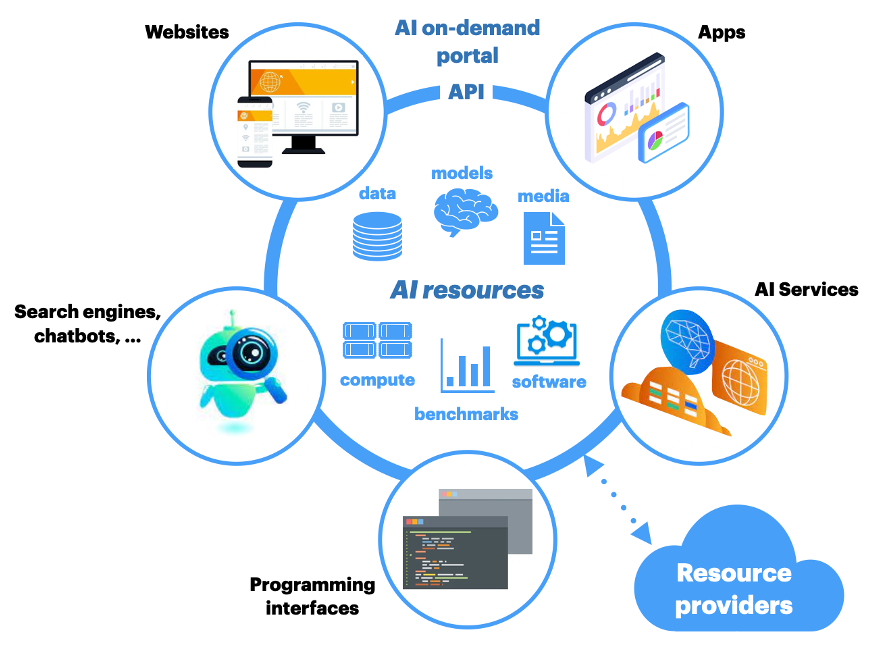 Websites
AI on-demand
portal
Apps
API
models
data
media
AI resources
AI Services
Search engines,
chatbots, ...
compute
software
benchmarks
Programming
interfaces
Resource
providers